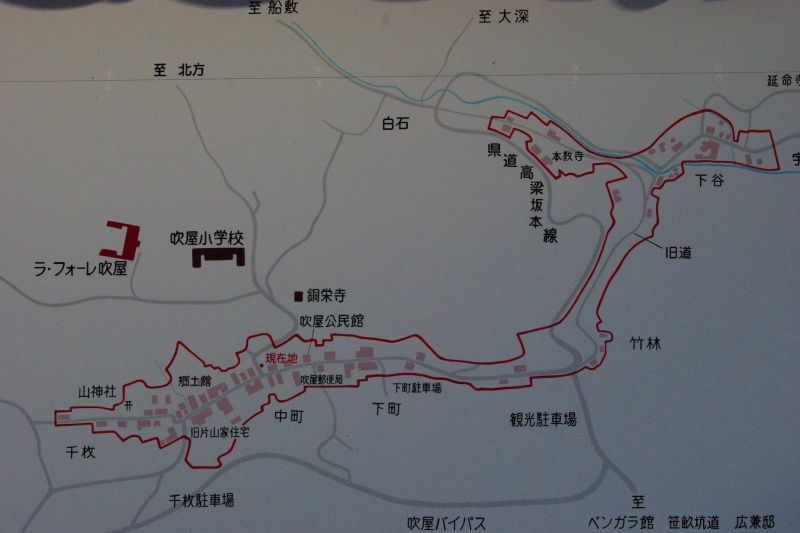 至 船敷
至 大深
至 北方
延命寺
白石
県道高梁坂本線
本教寺
下谷
吹屋小学校
旧道
ラ・フォーレ吹屋
銅栄寺
吹屋公民館
竹林
現在地
郷土館
吹屋郵便局
山神社
下町駐車場
中町
下町
観光駐車場
旧片山家住宅
千枚
千枚駐車場
至
吹屋バイパス
ベンガラ館 笹畝坑道 広兼邸